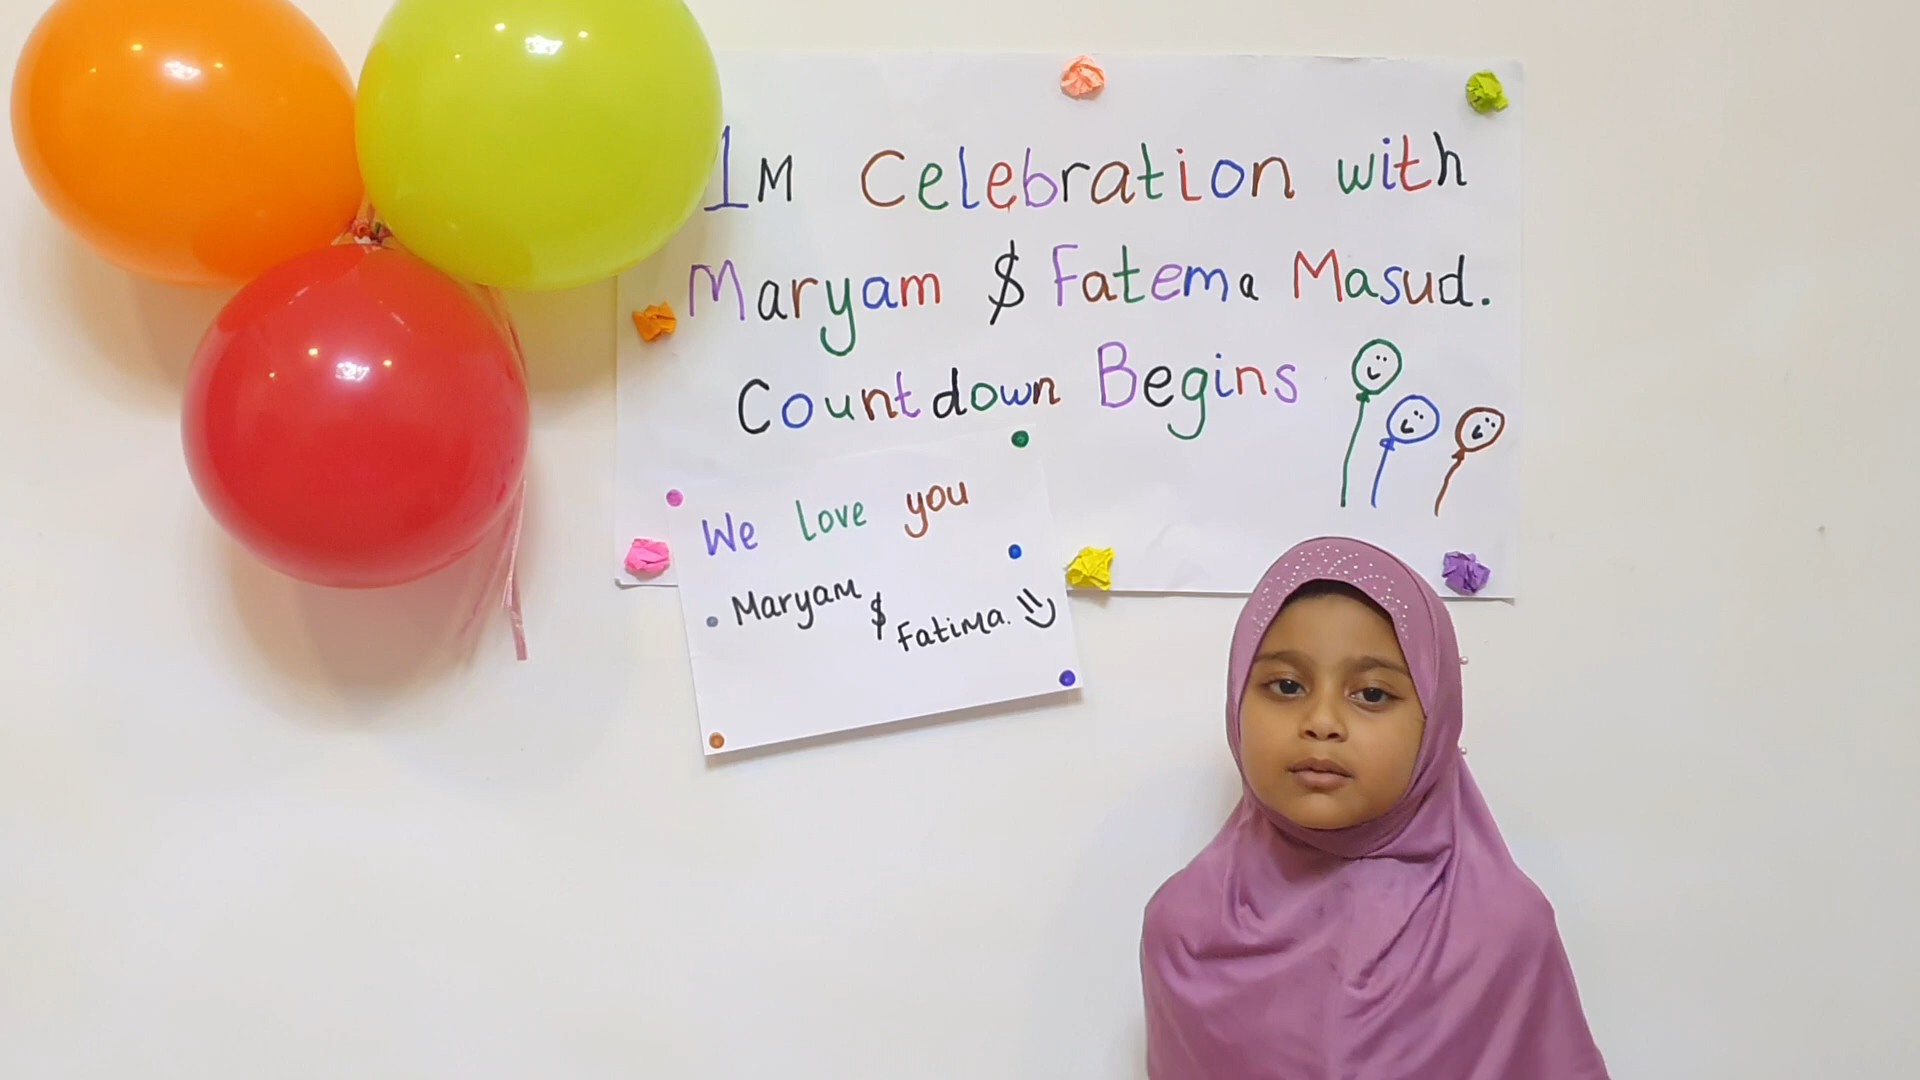 1M Celebration with
Maryam $ Fatema Masud.
Countdown Begins
We love you
Maryam $ Fatima.